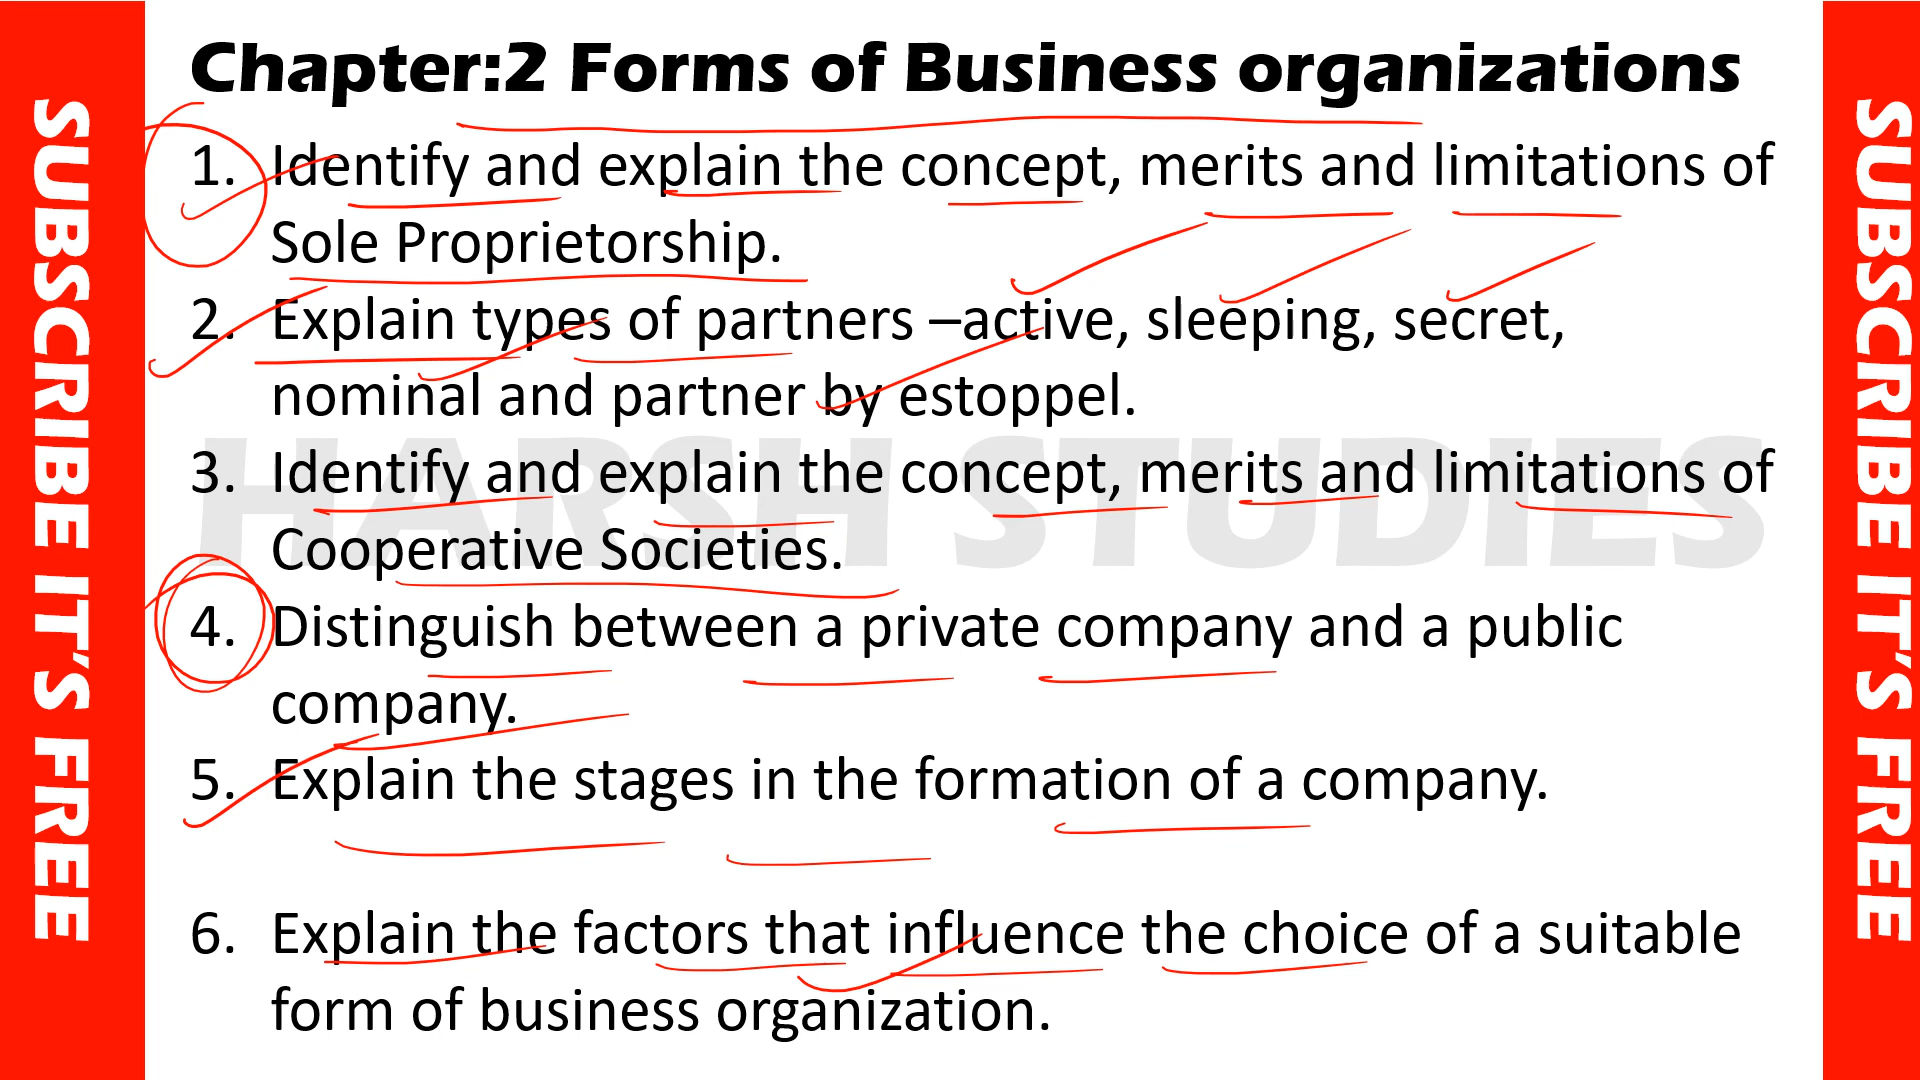 Chapter:2 Forms of Business organizations
1. Identify and explain the concept, merits and limitations of
Sole Proprietorship.
2. Explain types of partners –active, sleeping, secret,
nominal and partner by estoppel.
3. Identify and explain the concept, merits and limitations of
Cooperative Societies.
4. Distinguish between a private company and a public
company.
5. Explain the stages in the formation of a company.
6. Explain the factors that influence the choice of a suitable
form of business organization.
HARSH STUDIES
SUBSCRIBE IT'S FREE
SUBSCRIBE IT'S FREE